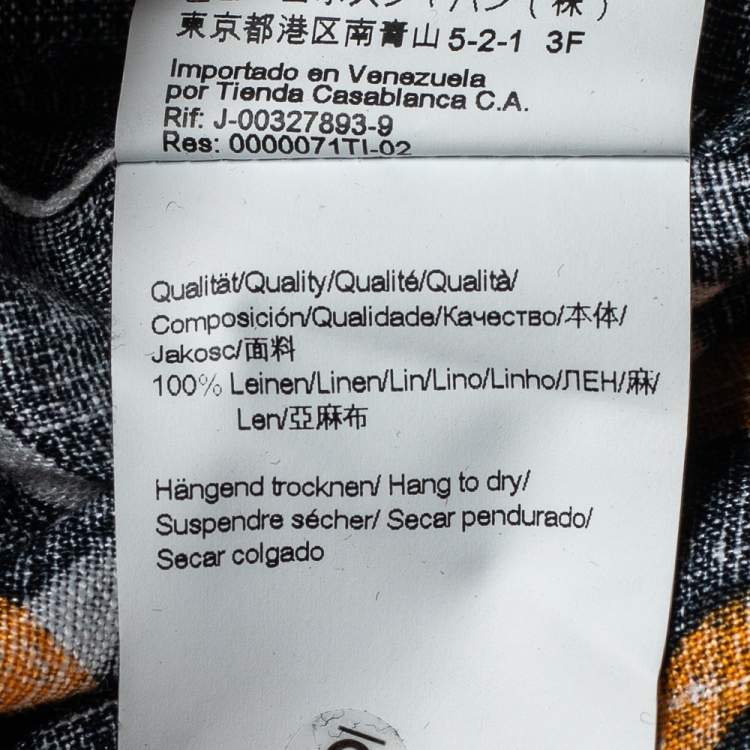 (株)
東京都港区南青山 5-2-1 3F
Importado en Venezuela
por Tienda Casablanca C.A.
Rif: J-00327893-9
Res: 0000071TI-02
Qualität/Quality/Qualité/Qualità/
Composición/Qualidade/Качество/本体/
Jakosc/面料
100% Leinen/Linen/Lin/Lino/Linho/ЛЕН/麻/
Len/亞麻布
Hängend trocknen/ Hang to dry/
Suspendre sécher/ Secar pendurado/
Secar colgado